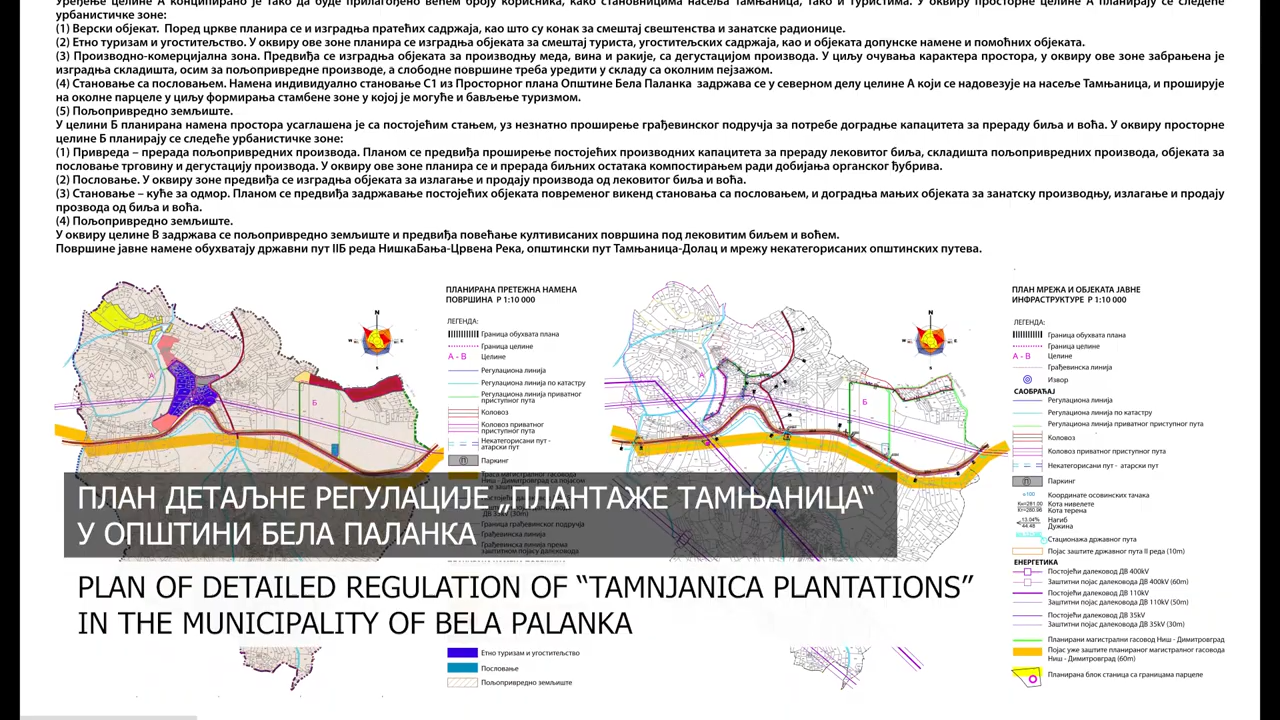 Уређење целине А конципирано је тако да буде прилагођено већем броју корисника, како становницима насеља Тамњаница, тако и туристима. У оквиру просторне целине А планирају се следеће
урбанистичке зоне:
(1) Верски објекат. Поред цркве планира се и изградња пратећих садржаја, као што су конак за смештај свештенства и занатске радионице.
(2) Етно туризам и угоститељство. У оквиру ове зоне планира се изградња објеката за смештај туриста, угоститељских садржаја, као и објеката допунске намене и помоћних објеката.
(3) Производно-комерцијална зона. Предвиђа се изградња објеката за производњу меда, вина и ракије, са дегустацијом производа. У циљу очувања карактера простора, у оквиру ове зоне забрањена је
изградња складишта, осим за пољопривредне производе, а слободне површине треба уредити у складу са околним пејзажом.
(4) Становање са пословањем. Намена индивидуално становање С1 из Просторног плана Општине Бела Паланка задржава се у северном делу целине А који се надовезује на насеље Тамњаница, и проширује
на околне парцеле у циљу формирања стамбене зоне у којој је могуће и бављење туризмом.
(5) Пољопривредно земљиште.
У целини Б планирана намена простора усаглашена је са постојећим стањем, уз незнатно проширење грађевинског подручја за потребе доградње капацитета за прераду биља и воћа. У оквиру просторне
целине Б планирају се следеће урбанистичке зоне:
(1) Привреда – прерада пољопривредних производа. Планом се предвиђа проширење постојећих производних капацитета за прераду лековитог биља, складишта пољопривредних производа, објеката за
пословање трговину и дегустацију производа. У оквиру ове зоне планира се и прерада биљних остатака компостирањем ради добијања органског ђубрива.
(2) Пословање. У оквиру зоне предвиђа се изградња објеката за излагање и продају производа од лековитог биља и воћа.
(3) Становање – куће за одмор. Планом се предвиђа задржавање постојећих објеката повременог викенд становања са пословањем, и доградња мањих објеката за занатску производњу, излагање и продају
прозвода од биља и воћа.
(4) Пољопривредно земљиште.
У оквиру целине В задржава се пољопривредно земљиште и предвиђа повећање култивисаних површина под лековитим биљем и воћем.
Површине јавне намене обухватају државни пут IIБ реда НишкаБања-Црвена Река, општински пут Тамњаница-Долац и мрежу некатегорисаних општинских путева.
ПЛАНИРАНА ПРЕТЕЖНА НАМЕНА
ПОВРШИНА Р 1:10 000
ЛЕГЕНДА:
Граница обухвата плана
Граница целине
А - В Целине
Регулациона линија
Регулациона линија по катастру
Регулациона линија приватног
приступног пута
Коловоз
Коловоз приватног
приступног пута
Некатегорисани пут -
атарски пут
Паркинг
N
А
Б
ПЛАН МРЕЖА И ОБЈЕКАТА ЈАВНЕ
ИНФРАСТРУКТУРЕ Р 1:10 000
ЛЕГЕНДА:
Граница обухвата плана
Граница целине
А - В Целине
Грађевинска линија
Извор
САОБРАЋАЈ
Регулациона линија
Регулациона линија по катастру
Регулациона линија приватног приступног пута
Коловоз
Коловоз приватног приступног пута
Некатегорисани пут - атарски пут
Паркинг
Координате осовинских тачака
Кота нивелете
Кота терена
Нагиб
Дужина
Стационажа државног пута
Појас заштите државног пута II реда (10m)
ЕНЕРГЕТИКА
Постојећи далековод ДВ 400kV
Заштитни појас далековода ДВ 400kV (60m)
Постојећи далековод ДВ 110kV
Заштитни појас далековода ДВ 110kV (50m)
Постојећи далековод ДВ 35kV
Заштитни појас далековода ДВ 35kV (30m)
Планирани магистрални гасовод Ниш - Димитровград
Појас уже заштите планираног магистралног гасовода
Ниш - Димитровград (60m)
Планирана блок станица са границама парцеле
N
А
Б
ПЛАН ДЕТАЉНЕ РЕГУЛАЦИЈЕ „ПЛАНТАЖЕ ТАМЊАНИЦА“
У ОПШТИНИ БЕЛА ПАЛАНКА
PLAN OF DETAILED REGULATION OF “TAMNJANICA PLANTATIONS”
IN THE MUNICIPALITY OF BELA PALANKA
Етно туризам и угоститељство
Пословање
Пољопривредно земљиште